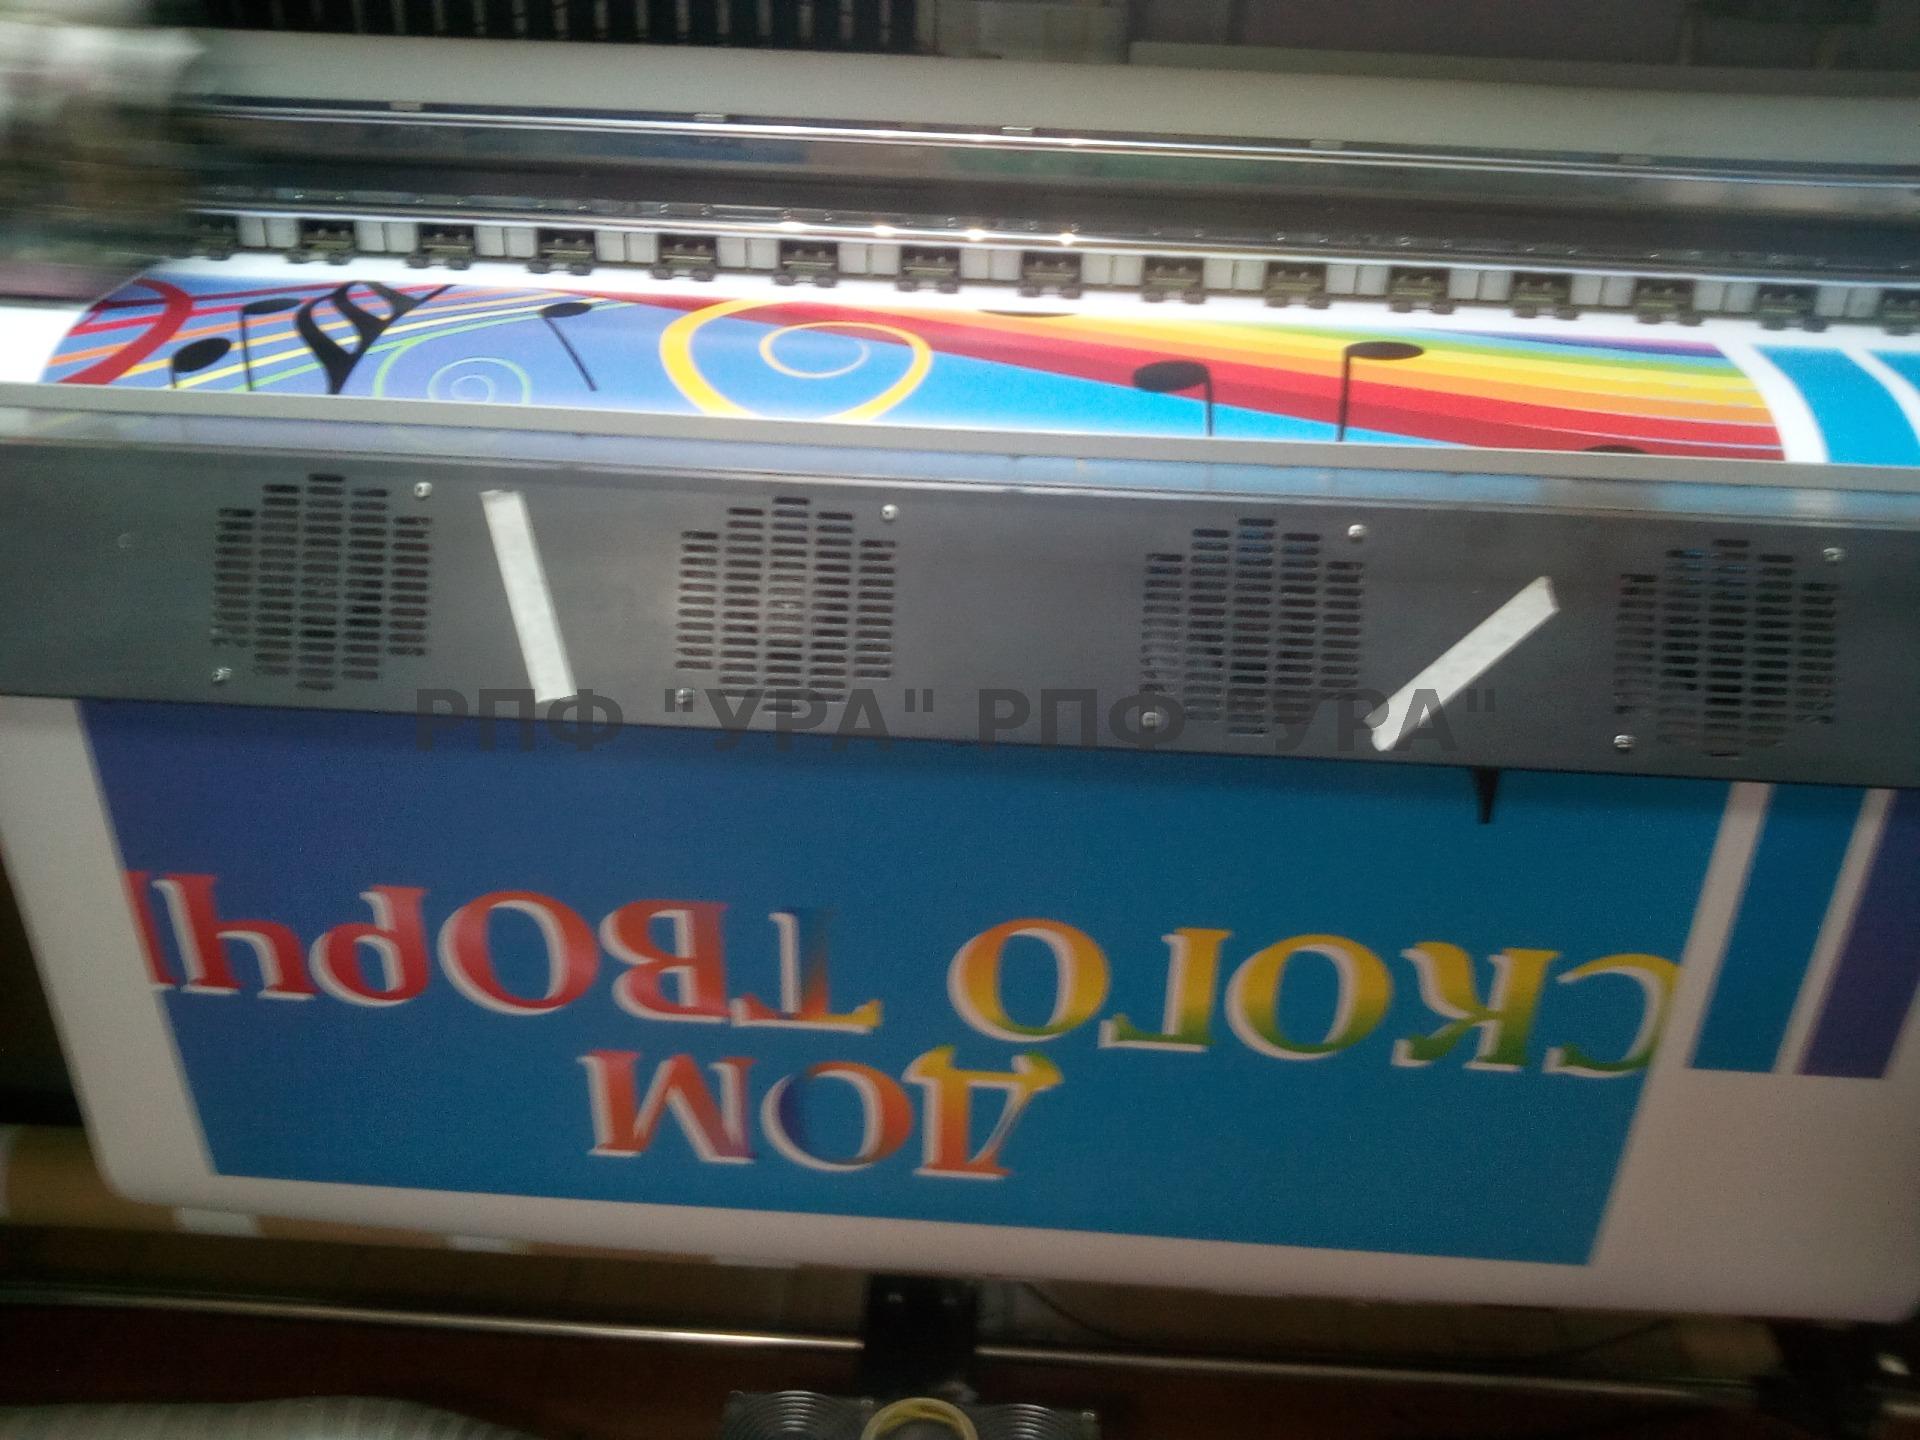 РПФ "УРА" РПФ "УРА"
ДОМ
СКОГО ТВОРЧ